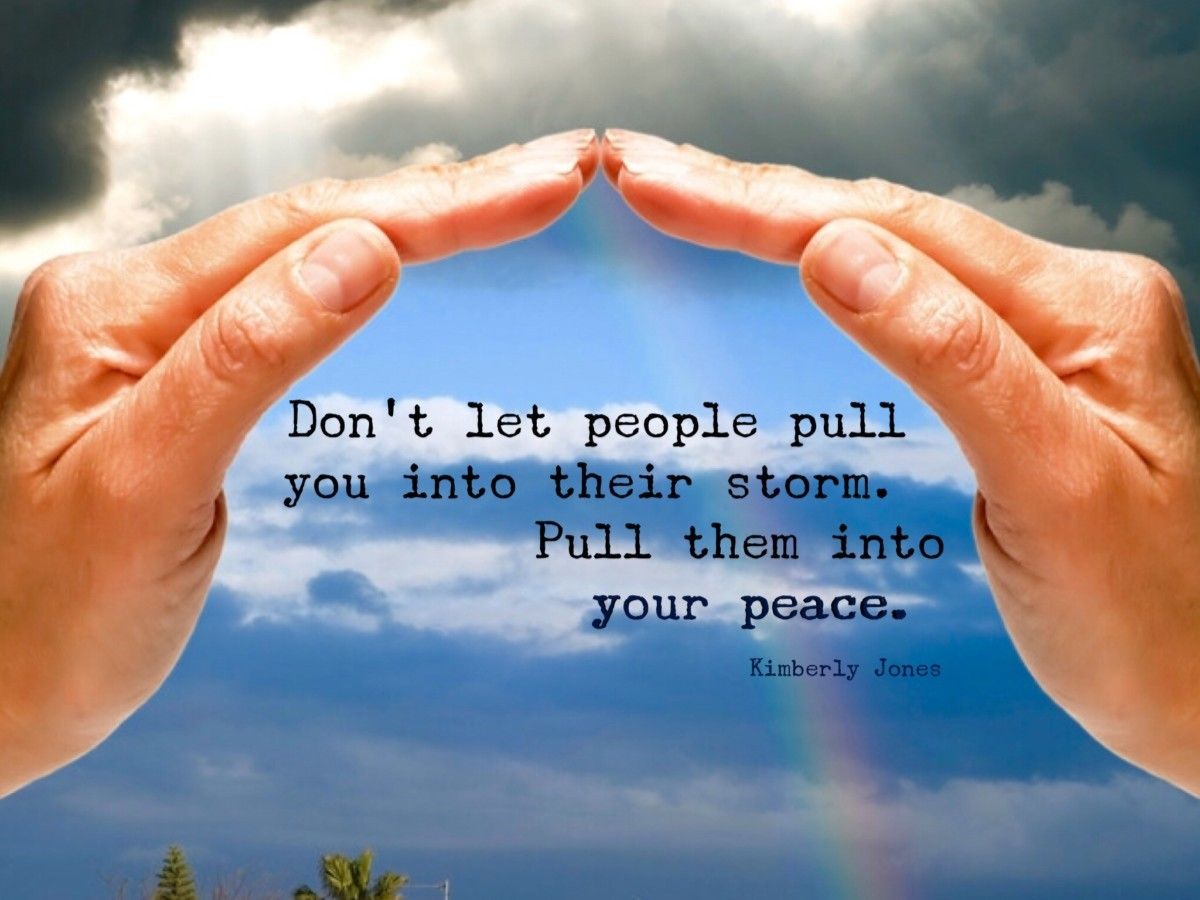 Don't let people pull
you into their storm.
Pull them into
your peace.
Kimberly Jones